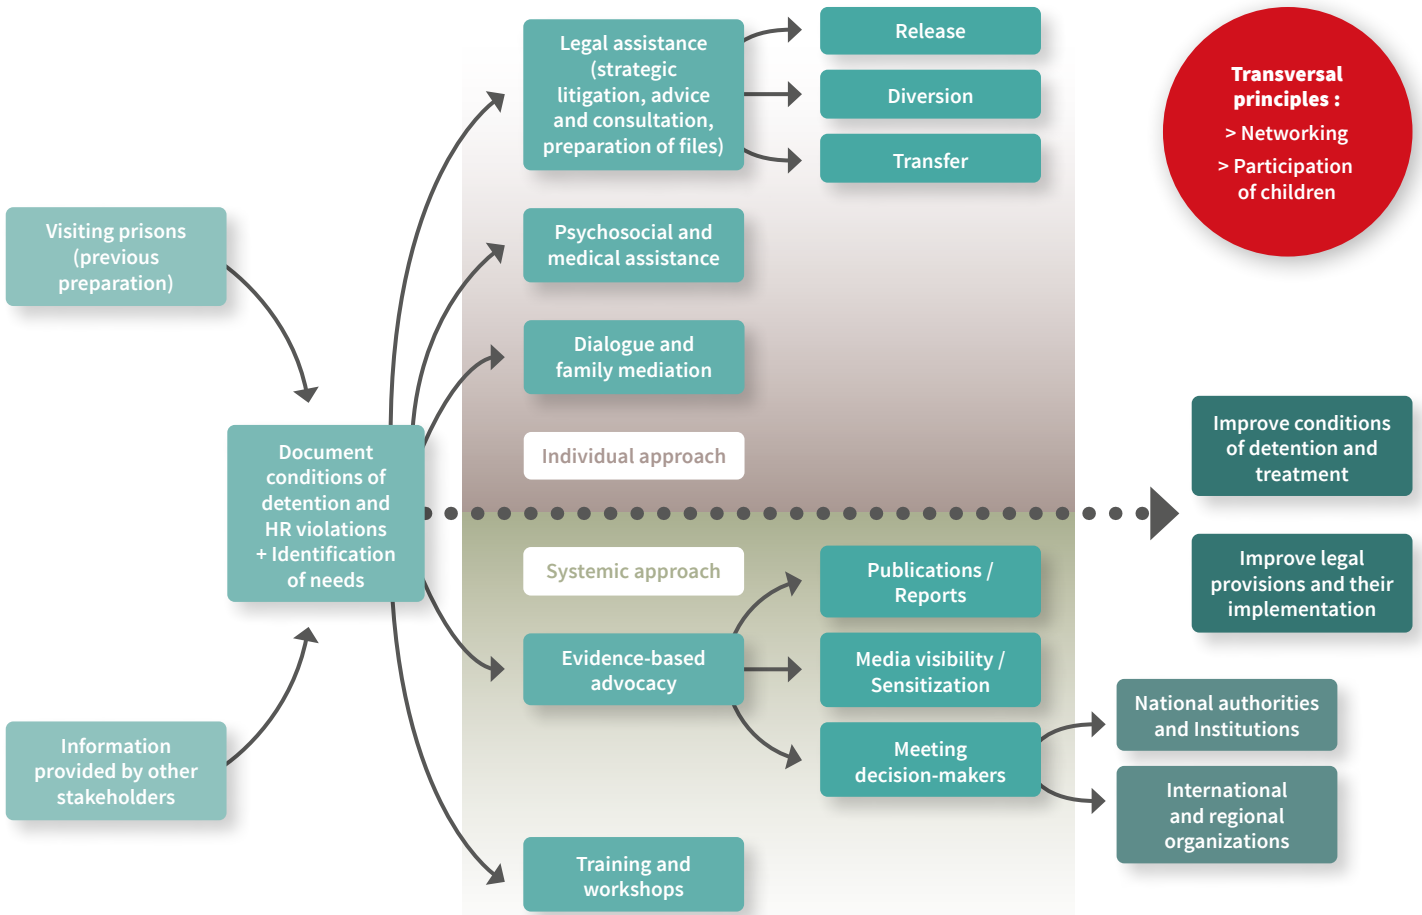 Legal assistance
(strategic
litigation, advice
and consultation,
preparation of files)
Release
Diversion
Transfer
Transversal
principles :
> Networking
> Participation
of children
Visiting prisons
(previous
preparation)
Psychosocial and
medical assistance
Dialogue and
family mediation
Individual approach
Document
conditions of
detention and
HR violations
+ Identification
of needs
Improve conditions
of detention and
treatment
Systemic approach
Publications /
Reports
Improve legal
provisions and their
implementation
Evidence-based
advocacy
Media visibility /
Sensitization
Meeting
decision-makers
National authorities
and Institutions
International
and regional
organizations
Information
provided by other
stakeholders
Training and
workshops